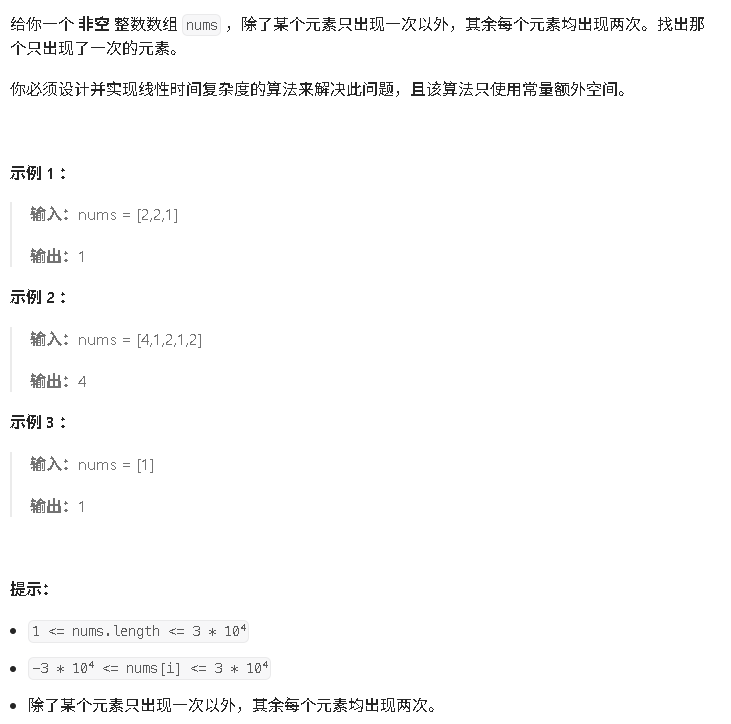 给你一个 非空 整数数组 nums ，除了某个元素只出现一次以外，其余每个元素均出现两次。找出那
个只出现了一次的元素。
你必须设计并实现线性时间复杂度的算法来解决此问题，且该算法只使用常量额外空间。
示例 1 ：
输入：nums = [2,2,1]
输出：1
示例 2 ：
输入：nums = [4,1,2,1,2]
输出：4
示例 3 ：
输入：nums = [1]
输出：1
提示：
• 1 <= nums.length <= 3 * 10⁴
• -3 * 10⁴ <= nums[i] <= 3 * 10⁴
• 除了某个元素只出现一次以外，其余每个元素均出现两次。